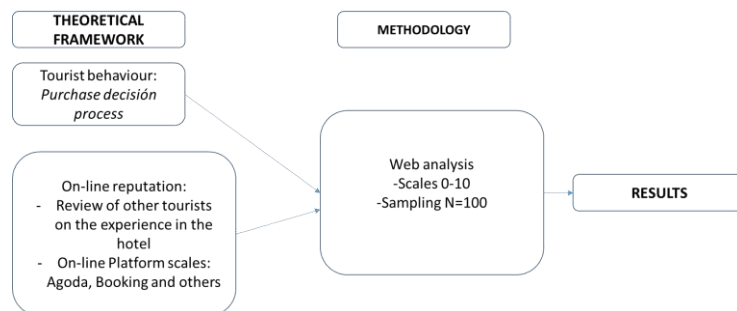 THEORETICAL
FRAMEWORK
METHODOLOGY
Tourist behaviour:
Purchase decisión
process
On-line reputation:
- Review of other tourists
on the experience in the
hotel
- On-line Platform scales:
Agoda, Booking and others
Web analysis
-Scales 0-10
-Sampling N=100
RESULTS